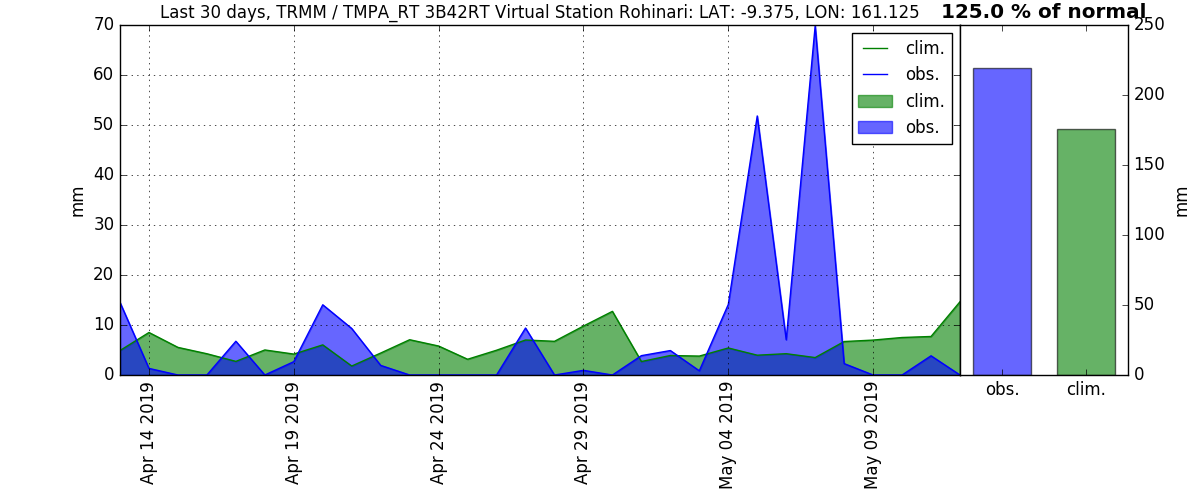 Last 30 days, TRMM / TMPA_RT 3B42RT Virtual Station Rohinari: LAT: -9.375, LON: 161.125
125.0 % of normal
70
60
50
40
30
20
10
0
mm
clim.
obs.
clim.
obs.
250
200
150
100
50
0
mm
Apr 14 2019
Apr 19 2019
Apr 24 2019
Apr 29 2019
May 04 2019
May 09 2019
obs.
clim.